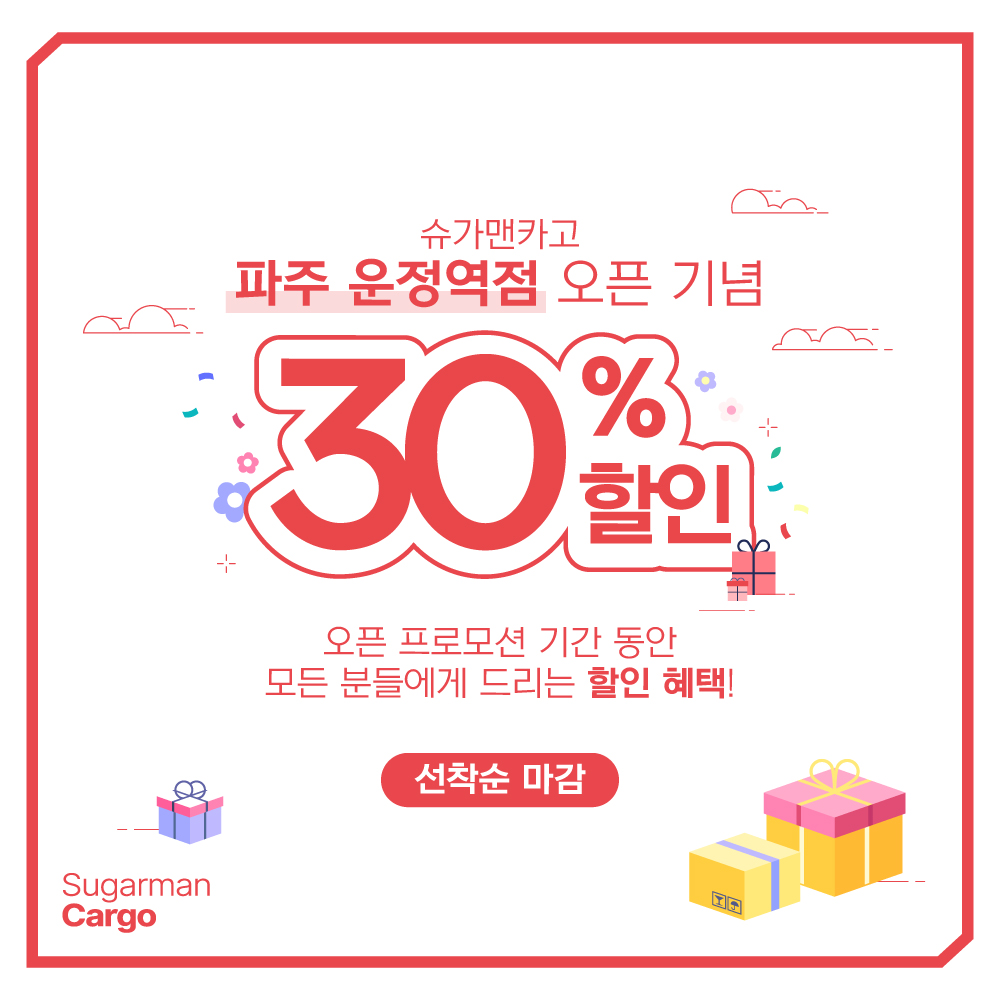 슈가맨카고
파주 운정역점 오픈 기념
30%
할인
오픈 프로모션 기간 동안
모든 분들에게 드리는 할인 혜택!
선착순 마감
Sugarman
Cargo